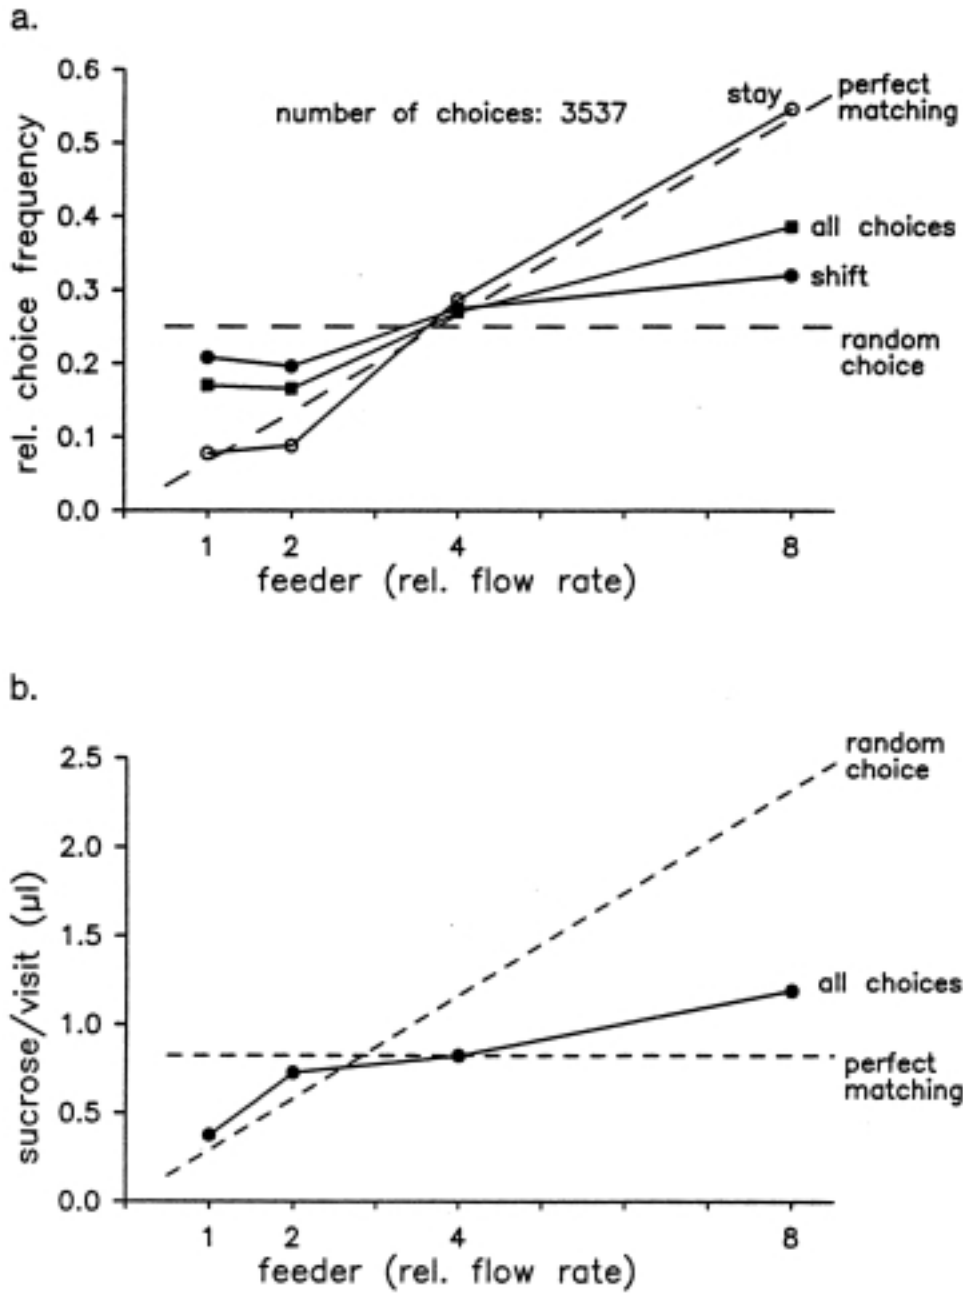 a.
0.6
0.5
0.4
0.3
0.2
0.1
0.0
rel. choice frequency
number of choices: 3537
stay
perfect
matching
all choices
shift
random
choice
1 2 4 8
feeder (rel. flow rate)
b.
2.5
2.0
1.5
1.0
0.5
0.0
sucrose/visit (µl)
random
choice
all choices
perfect
matching
1 2 4 8
feeder (rel. flow rate)